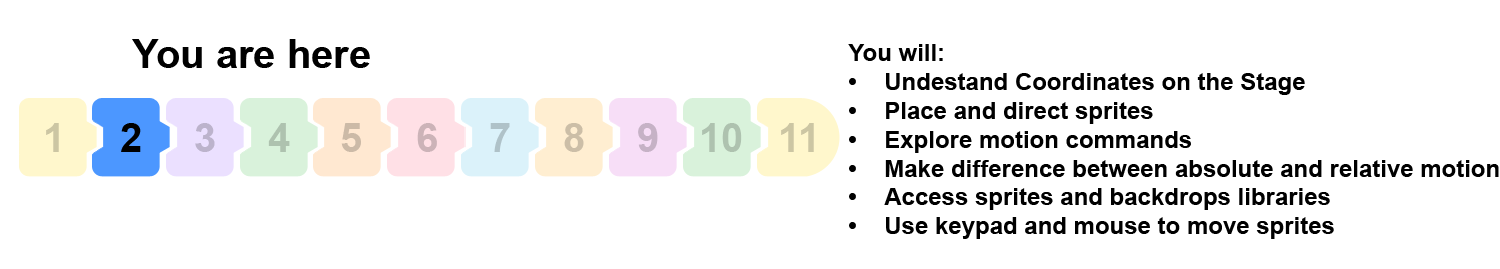 You are here
1 2 3 4 5 6 7 8 9 10 11
You will:
• Undestand Coordinates on the Stage
• Place and direct sprites
• Explore motion commands
• Make difference between absolute and relative motion
• Access sprites and backdrops libraries
• Use keypad and mouse to move sprites